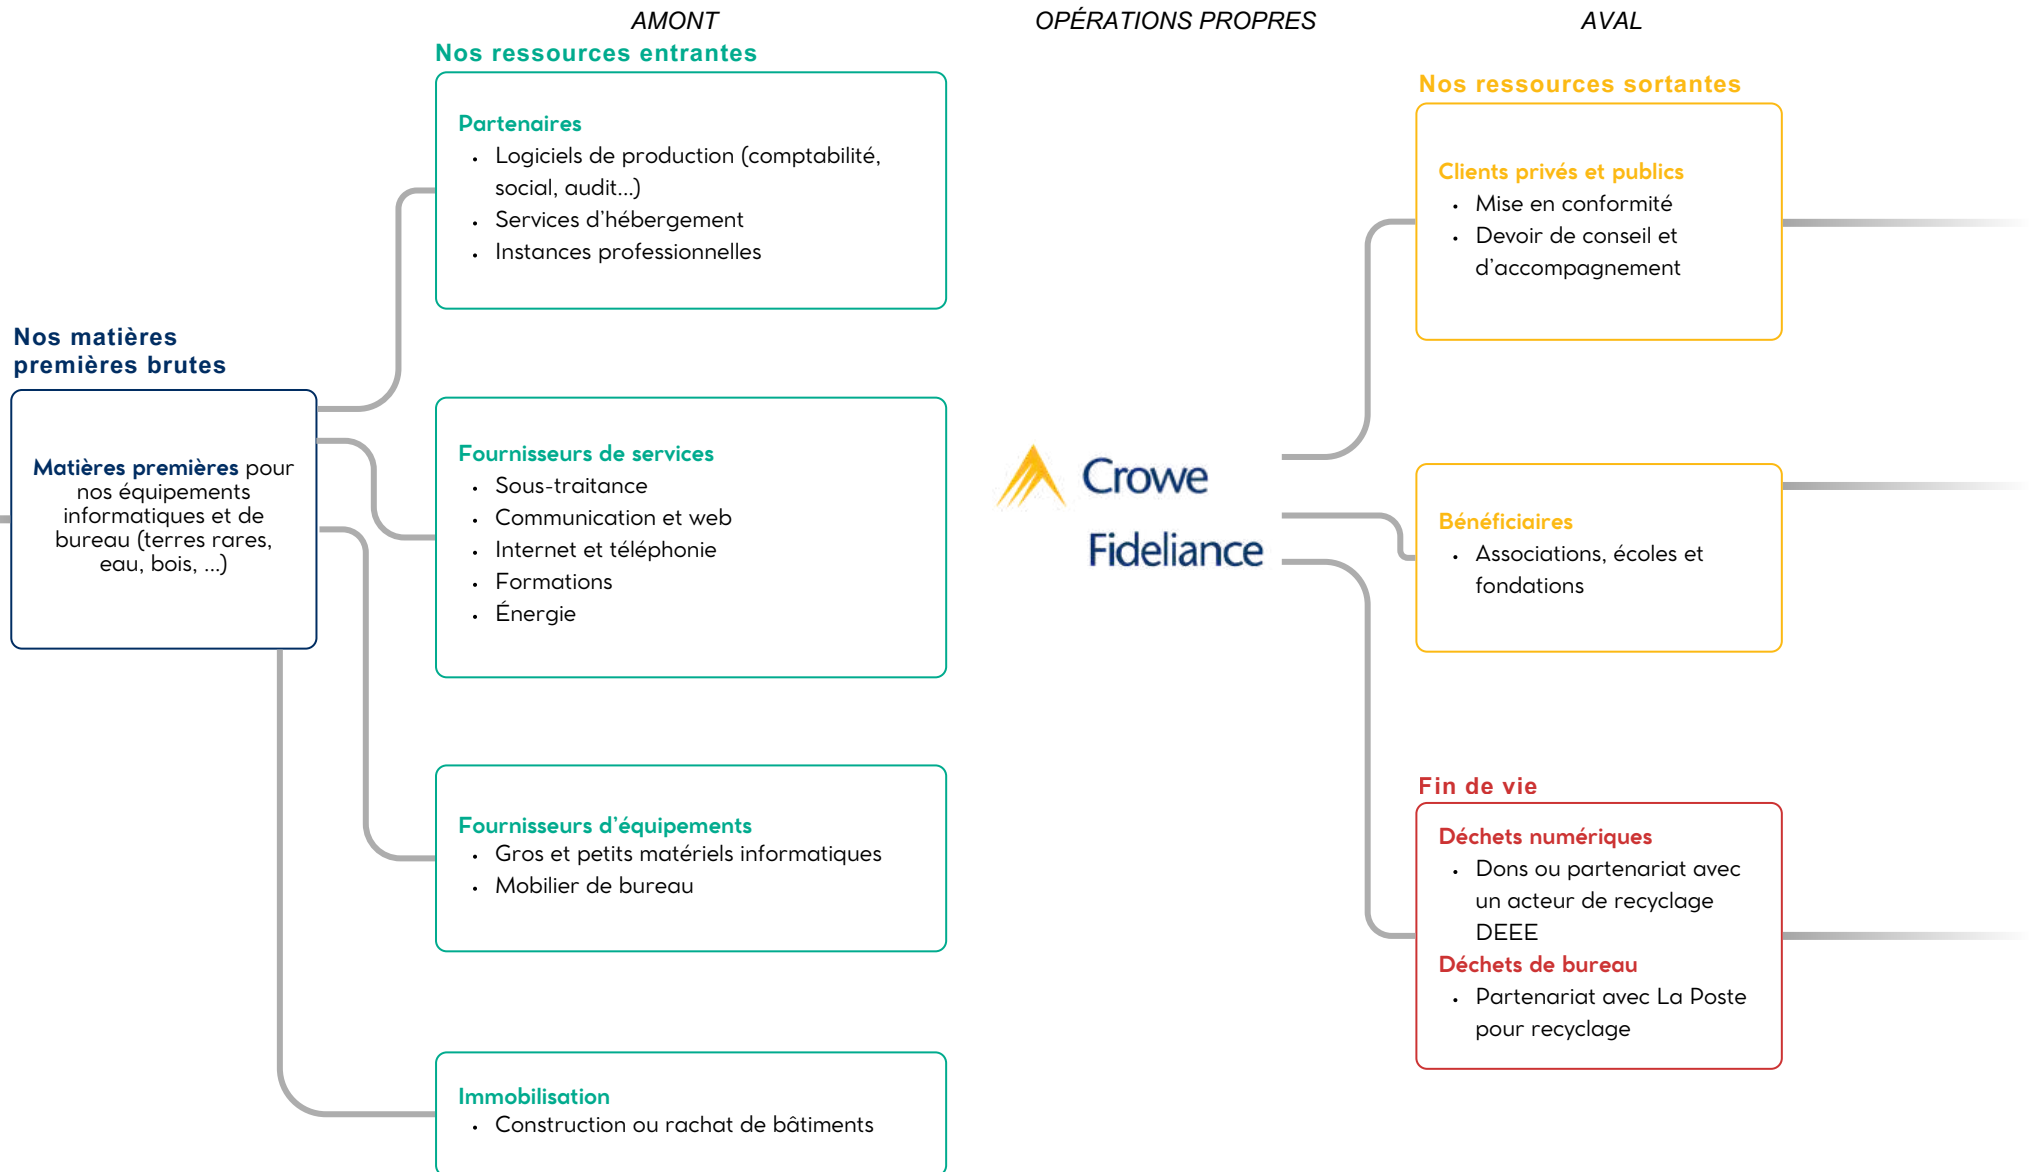 AMONT
OPÉRATIONS PROPRES
AVAL
Nos matières
premières brutes
Matières premières pour
nos équipements
informatiques et de
bureau (terres rares,
eau, bois, ...)
Nos ressources entrantes
Partenaires
• Logiciels de production (comptabilité,
social, audit...)
• Services d'hébergement
• Instances professionnelles
Fournisseurs de services
• Sous-traitance
• Communication et web
• Internet et téléphonie
• Formations
• Énergie
Fournisseurs d'équipements
• Gros et petits matériels informatiques
• Mobilier de bureau
Immobilisation
• Construction ou rachat de bâtiments
Crowe
Fideliance
Nos ressources sortantes
Clients privés et publics
• Mise en conformité
• Devoir de conseil et
d'accompagnement
Bénéficiaires
• Associations, écoles et
fondations
Fin de vie
Déchets numériques
• Dons ou partenariat avec
un acteur de recyclage
DEEE
Déchets de bureau
• Partenariat avec La Poste
pour recyclage